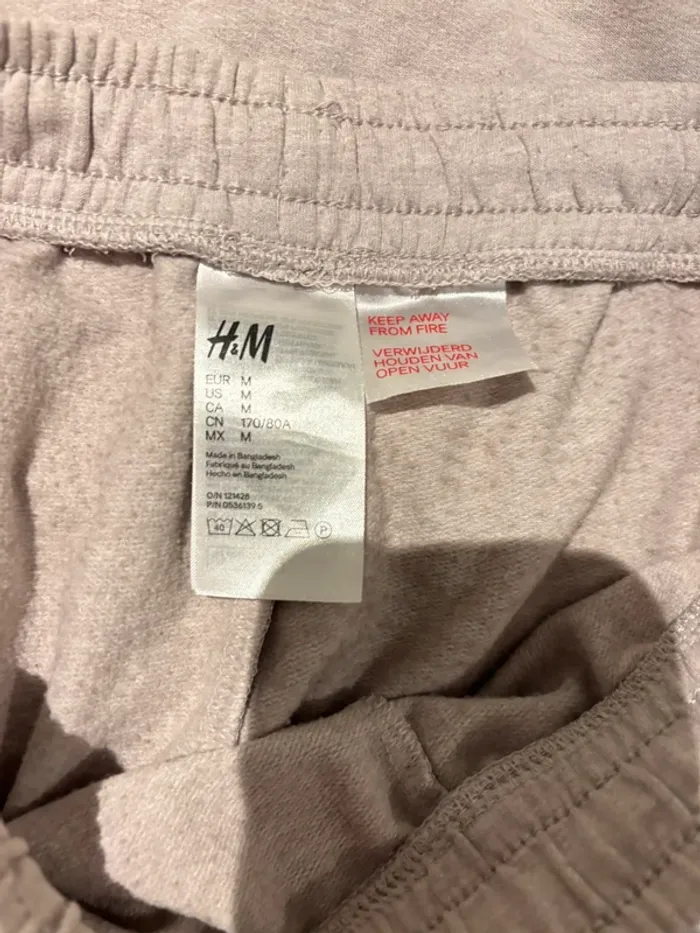 H&M
EUR M
US M
CA M
CN 170/80A
MX M
Made in Bangladesh
Fabriqué au Bangladesh
Hecho en Bangladesh
O/N 121428
P/N 0536139 5
40
P
KEEP AWAY
FROM FIRE
VERWIJDERD
HOUDEN VAN
OPEN VUUR